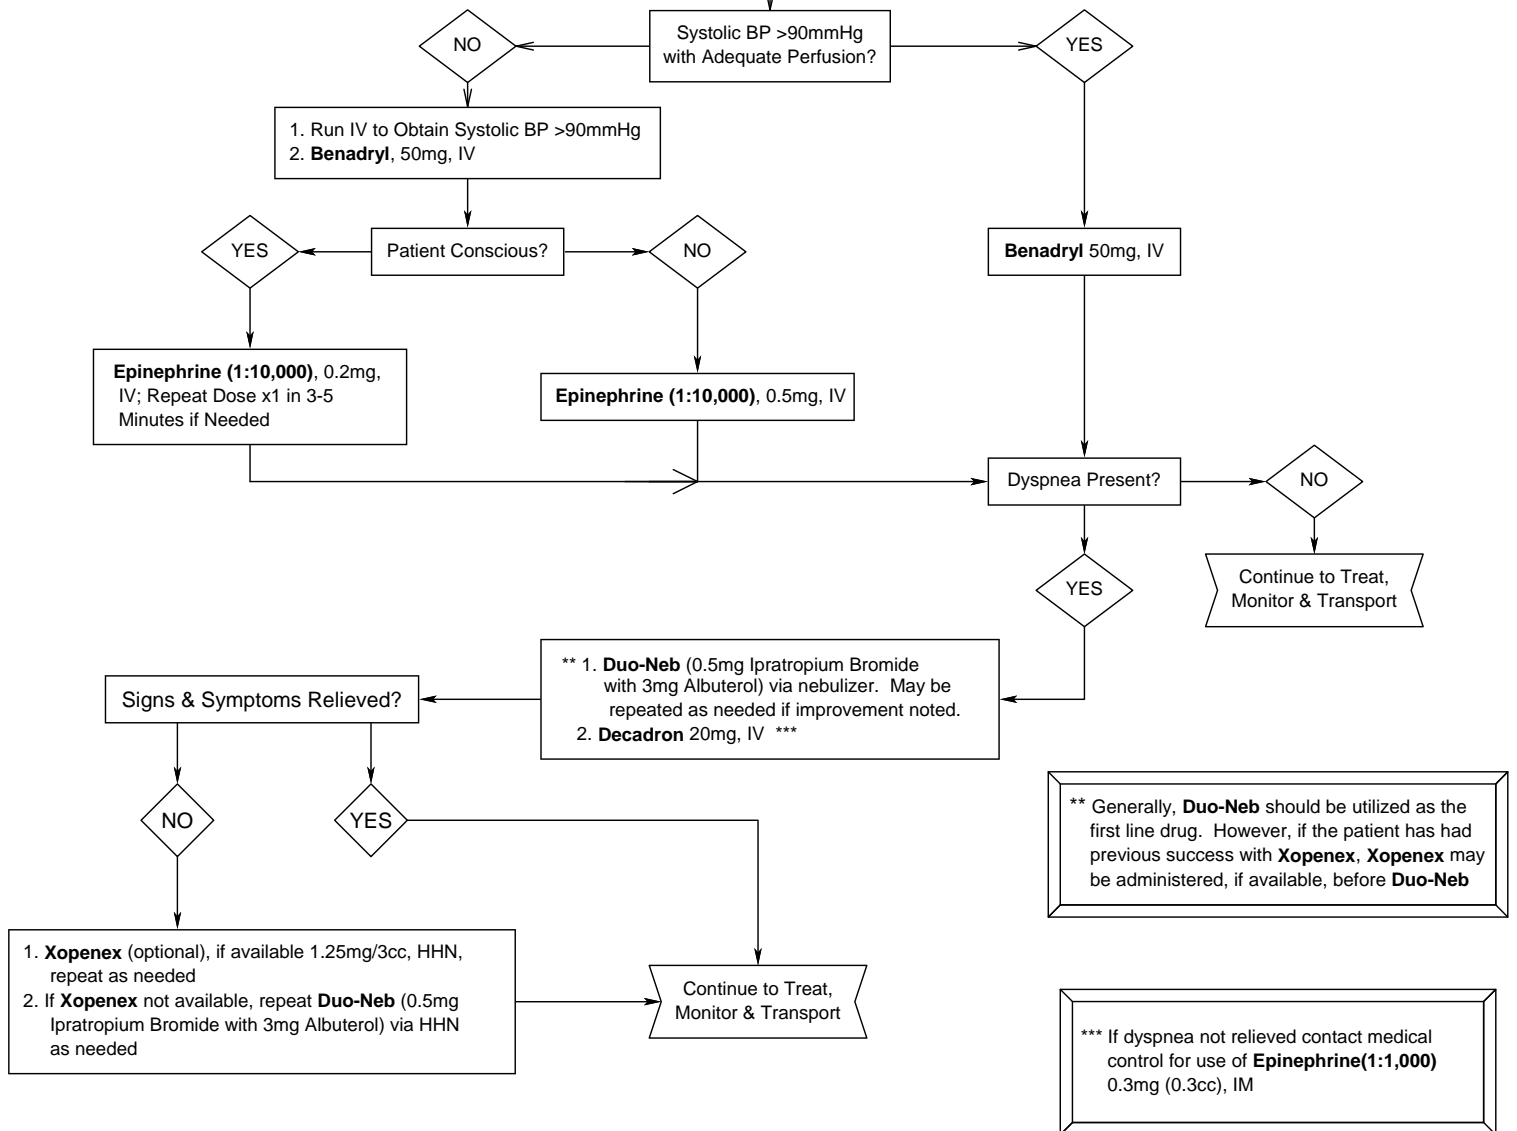 Systolic BP >90mmHg
with Adequate Perfusion?
NO
YES
1. Run IV to Obtain Systolic BP >90mmHg
2. Benadryl, 50mg, IV
YES
Patient Conscious?
NO
Benadryl 50mg, IV
Epinephrine (1:10,000), 0.2mg,
IV; Repeat Dose x1 in 3-5
Minutes if Needed
Epinephrine (1:10,000), 0.5mg, IV
Dyspnea Present?
NO
YES
Continue to Treat,
Monitor & Transport
** 1. Duo-Neb (0.5mg Ipratropium Bromide
with 3mg Albuterol) via nebulizer. May be
repeated as needed if improvement noted.
2. Decadron 20mg, IV ***
Signs & Symptoms Relieved?
NO
YES
** Generally, Duo-Neb should be utilized as the
first line drug. However, if the patient has had
previous success with Xopenex, Xopenex may
be administered, if available, before Duo-Neb
1. Xopenex (optional), if available 1.25mg/3cc, HHN,
repeat as needed
2. If Xopenex not available, repeat Duo-Neb (0.5mg
Ipratropium Bromide with 3mg Albuterol) via HHN
as needed
Continue to Treat,
Monitor & Transport
*** If dyspnea not relieved contact medical
control for use of Epinephrine(1:1,000)
0.3mg (0.3cc), IM